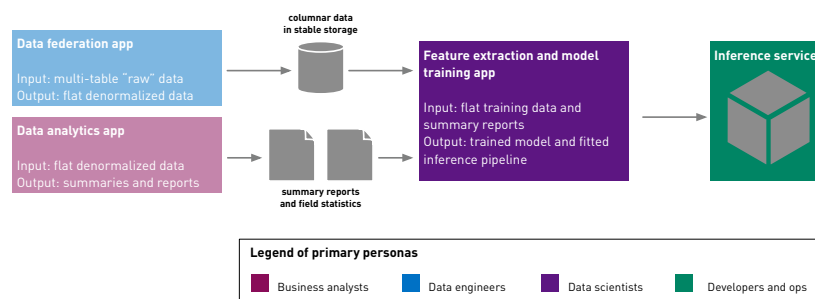 columnar data
in stable storage
Data federation app
Input: multi-table “raw” data
Output: flat denormalized data
Feature extraction and model
training app
Input: flat training data and
summary reports
Output: trained model and fitted
inference pipeline
Inference service
Data analytics app
Input: flat denormalized data
Output: summaries and reports
summary reports
and field statistics
Legend of primary personas
Business analysts
Data engineers
Data scientists
Developers and ops